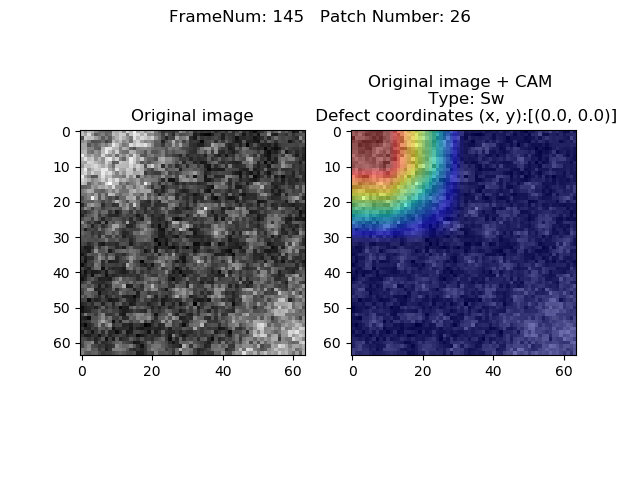 FrameNum: 145   Patch Number: 26
Original image
0
10
20
30
40
50
60
0 20 40 60
Original image + CAM
Type: Sw
Defect coordinates (x, y):[(0.0, 0.0)]
0
10
20
30
40
50
60
0 20 40 60